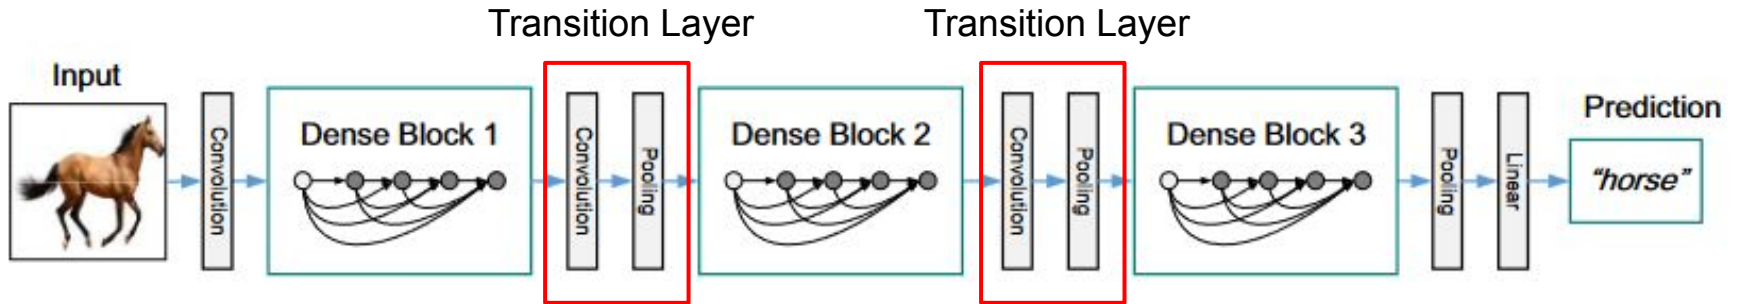 Transition Layer
Transition Layer
Input
Convolution
Dense Block 1
Convolution
Pooling
Dense Block 2
Convolution
Pooling
Dense Block 3
Pooling
Linear
Prediction
"horse"